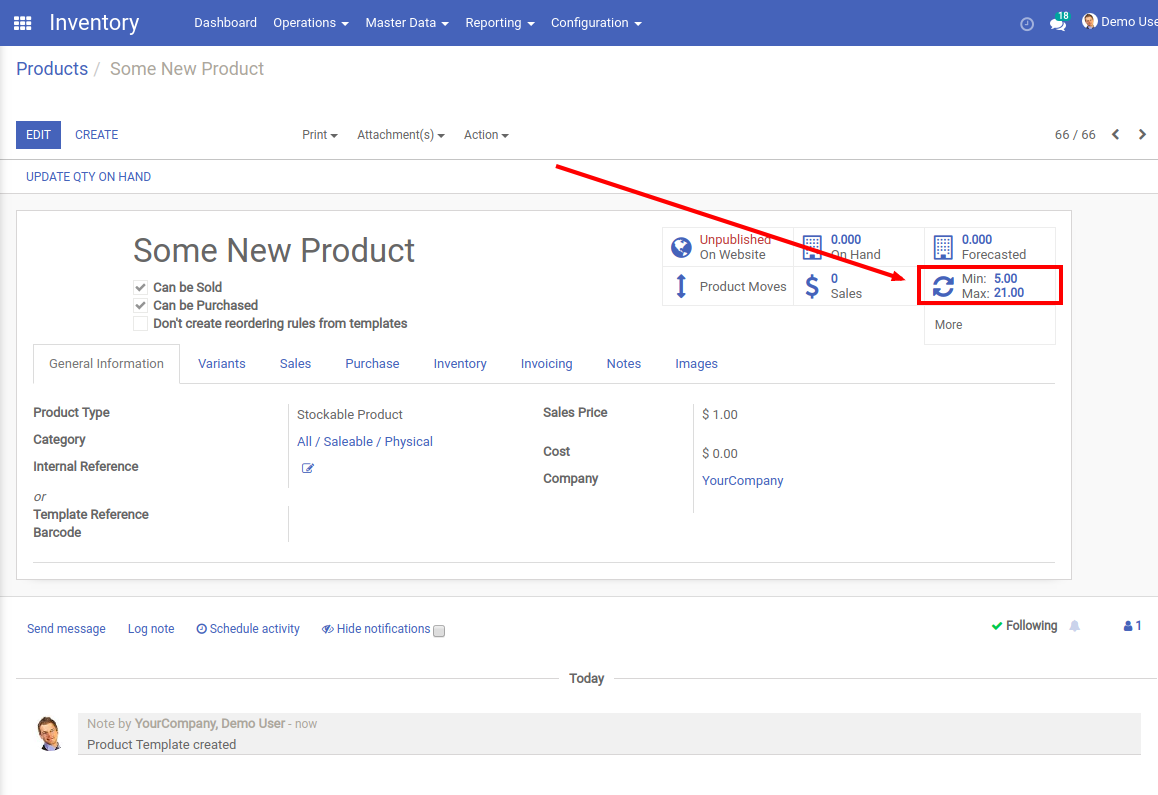 Inventory Dashboard Operations Master Data Reporting Configuration 18 Demo Use
Products / Some New Product
EDIT CREATE Print Attachment(s) Action 66 / 66
UPDATE QTY ON HAND
Some New Product
Unpublished
On Website
0.000
On Hand
0.000
Forecasted
Product Moves
0
Sales
Min: 5.00
Max: 21.00
More
Can be Sold
Can be Purchased
Don't create reordering rules from templates
General Information Variants Sales Purchase Inventory Invoicing Notes Images
Product Type Stockable Product
Category All / Saleable / Physical
Internal Reference
or
Template Reference
Barcode
Sales Price $ 1.00
Cost $ 0.00
Company YourCompany
Send message Log note Schedule activity Hide notifications Following 1
Today
Note by YourCompany, Demo User - now
Product Template created